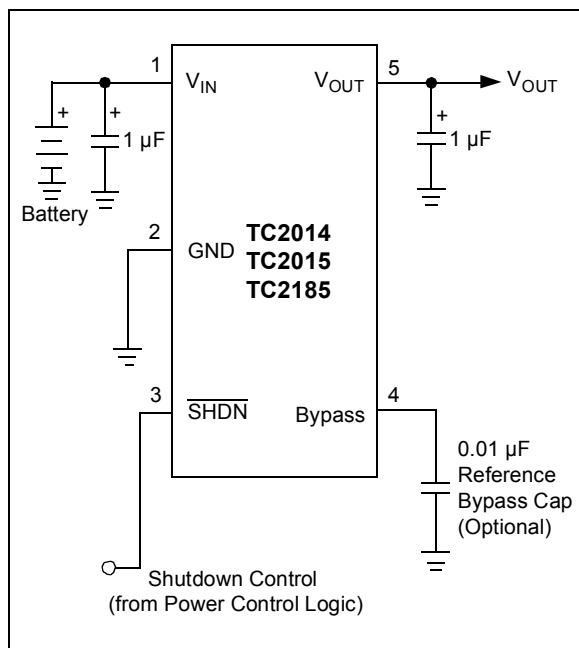 1
V_IN
V_OUT
5
V_OUT
+
1 µF
+
1 µF
+
Battery
2
GND
TC2014
TC2015
TC2185
3
SHDN
Bypass
4
0.01 µF
Reference
Bypass Cap
(Optional)
Shutdown Control
(from Power Control Logic)